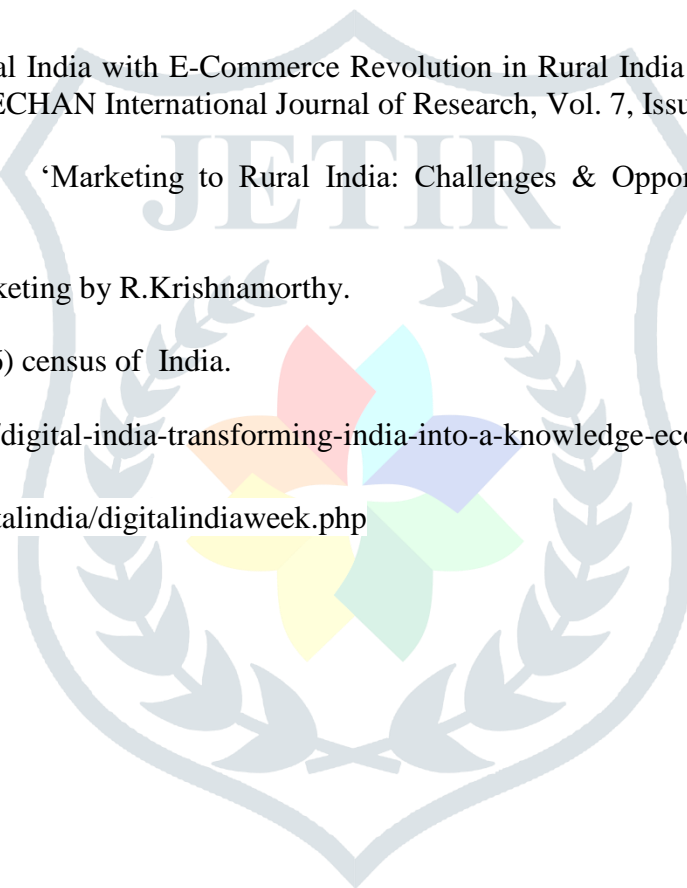 al India with E-Commerce Revolution in Rural India
ECHAN International Journal of Research, Vol. 7, Issu
JETIR
'Marketing to Rural India: Challenges & Oppor
keting by R.Krishnamorthy.
) census of India.
/digital-india-transforming-india-into-a-knowledge-eco
talindia/digitalindiaweek.php